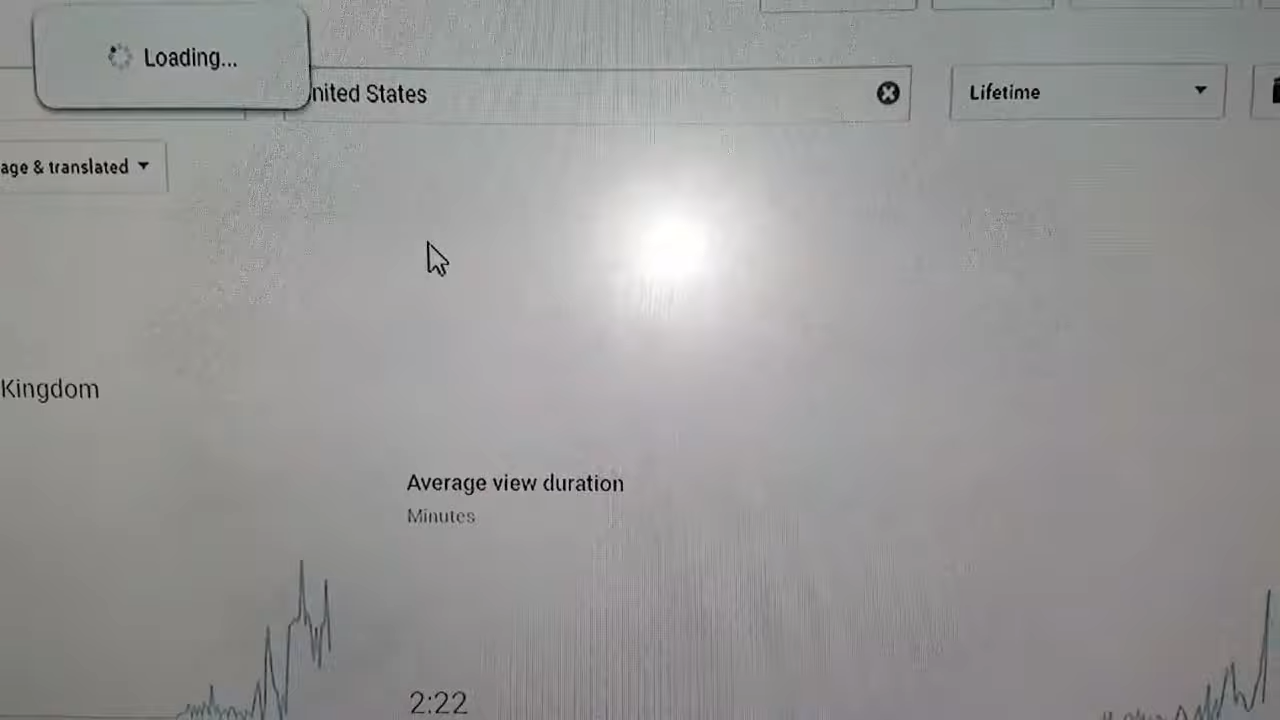 Loading...
nited States
Lifetime
age & translated
Kingdom
Average view duration
Minutes
2:22